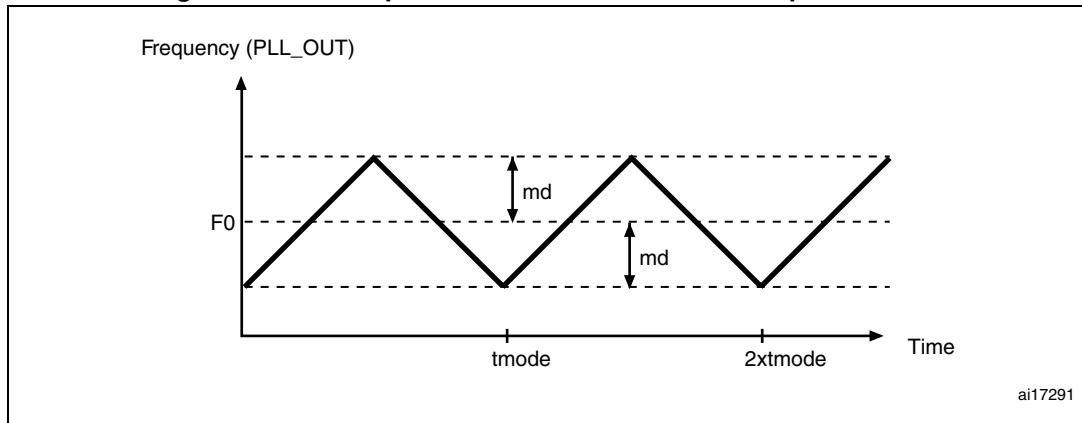 Frequency (PLL_OUT)
md
F0
md
tmode
2xtmode
Time
ai17291